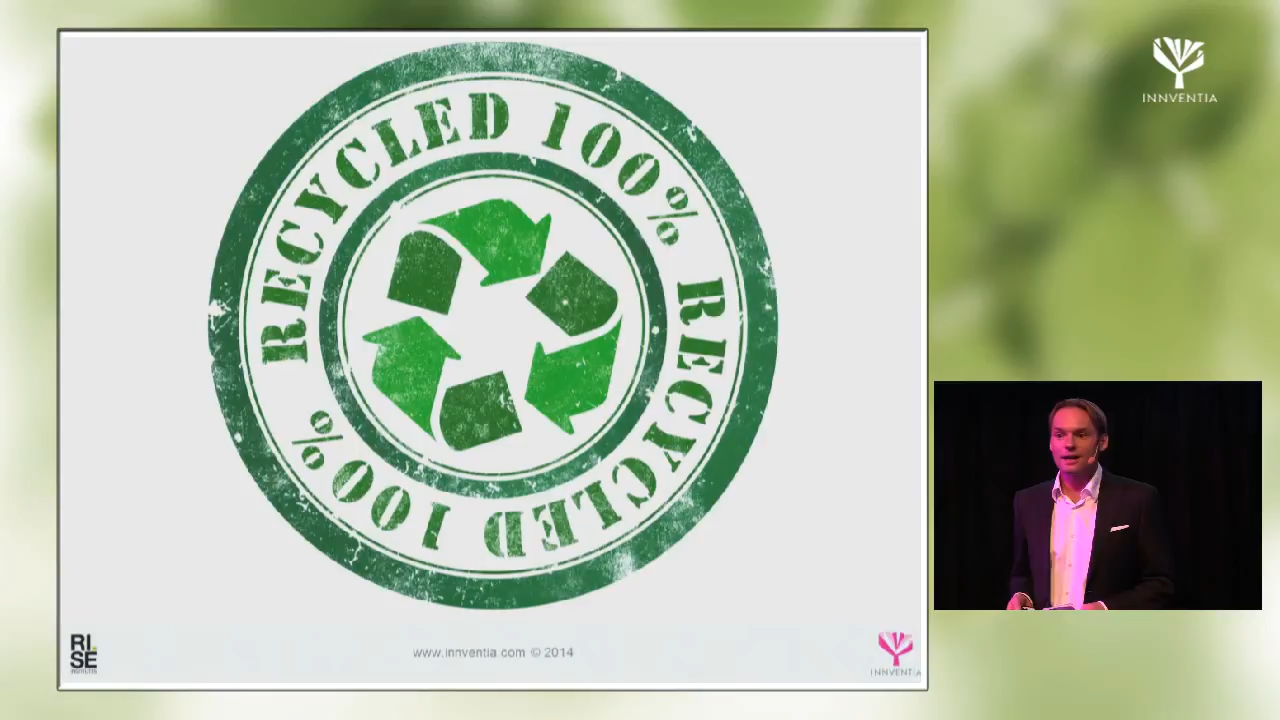 INNVENTIA
RECYCLED 100%
RECYCLED 100%
RI.
SE
www.innventia.com © 2014
INNVENTIA